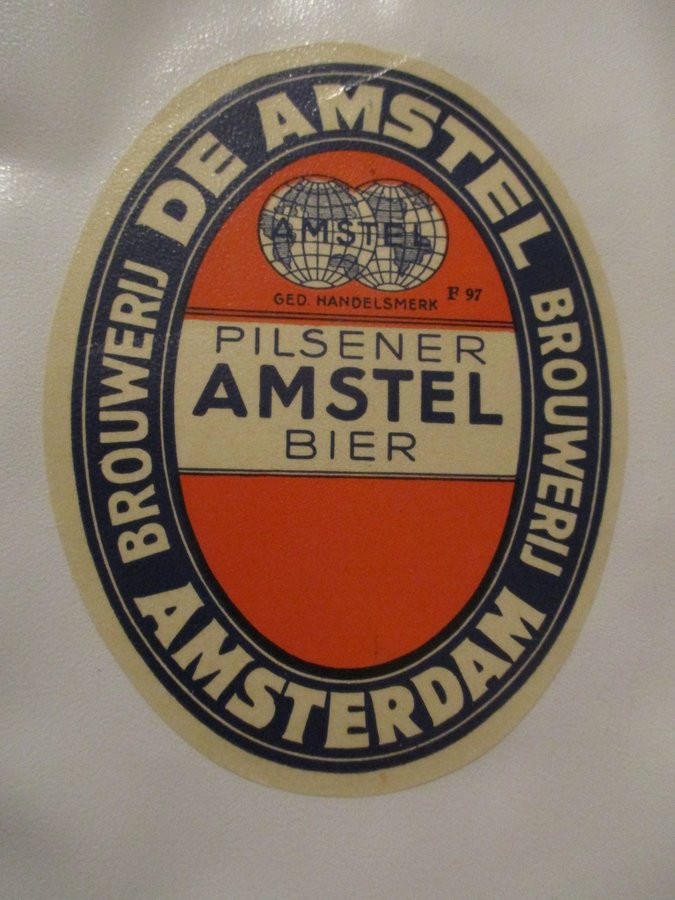 BROUWERIJ DE AMSTEL BROUWERIJ
AMSTEL
GED. HANDELSMERK F 97
PILSENER
AMSTEL
BIER
AMSTERDAM